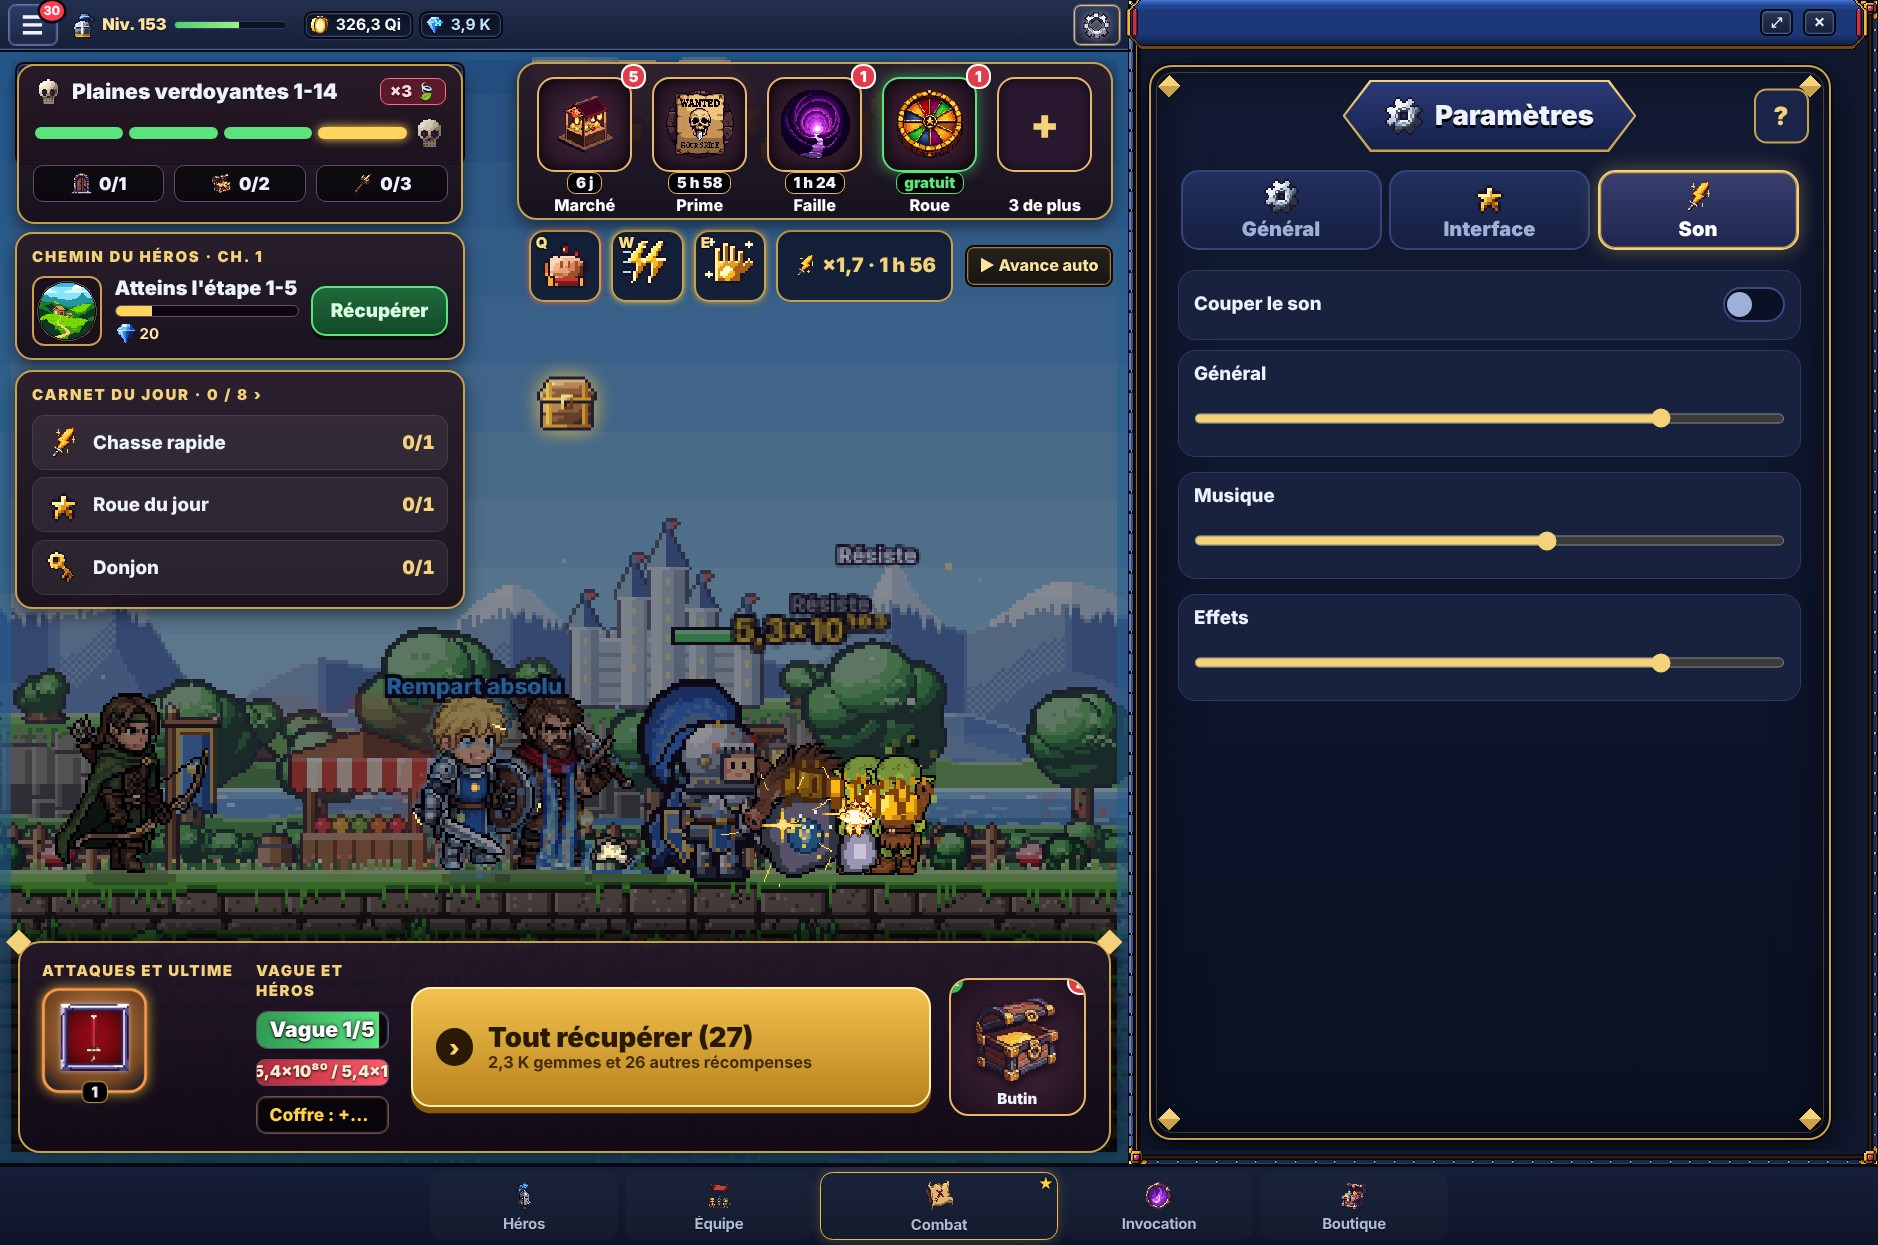 30
Niv. 153
326,3 Qi
3,9 K
Plaines verdoyantes 1-14
×3
0/1
0/2
0/3
CHEMIN DU HÉROS · CH. 1
Atteins l'étape 1-5
20
Récupérer
CARNET DU JOUR · 0 / 8 ›
Chasse rapide
0/1
Roue du jour
0/1
Donjon
0/1
5
1
1
WANTED
6 j
5 h 58
1 h 24
gratuit
Marché
Prime
Faille
Roue
3 de plus
Q
W
E
×1,7 · 1 h 56
Avance auto
Résiste
Résiste
5,3×10
Rempart absolu
ATTAQUES ET ULTIME
1
VAGUE ET
HÉROS
Vague 1/5
5,4×10⁸⁰ / 5,4×1
Coffre : +...
Tout récupérer (27)
2,3 K gemmes et 26 autres récompenses
Butin
Paramètres
?
Général
Interface
Son
Couper le son
Général
Musique
Effets
Héros
Équipe
Combat
Invocation
Boutique